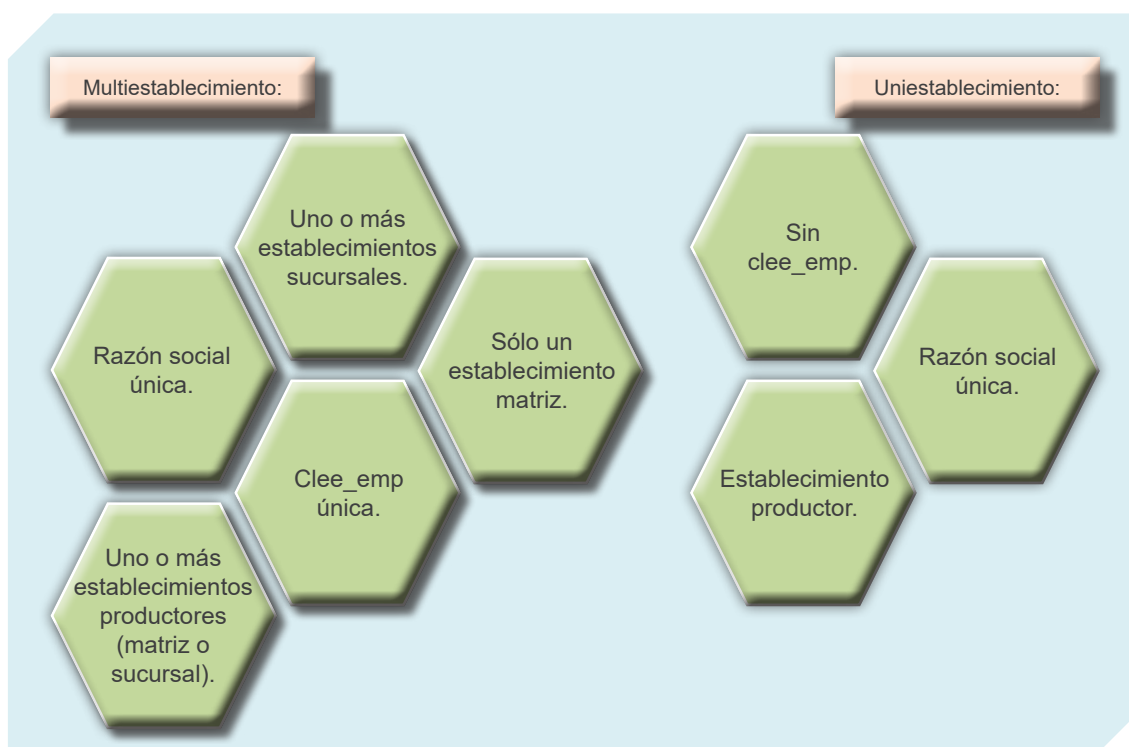 Multiestablecimiento:
Uno o más
establecimientos
sucursales.
Razón social
única.
Sólo un
establecimiento
matriz.
Clee_emp
única.
Uno o más
establecimientos
productores
(matriz o
sucursal).
Uniestablecimiento:
Sin
clee_emp.
Razón social
única.
Establecimiento
productor.